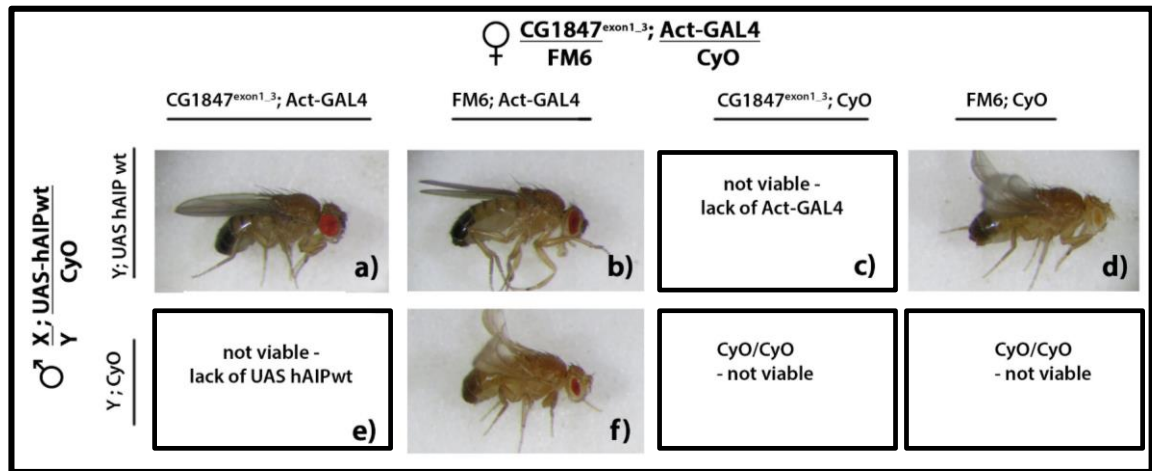 ♀ CG1847exon1_3; Act-GAL4
FM6 CyO
CG1847exon1_3; Act-GAL4
FM6; Act-GAL4
CG1847exon1_3; CyO
FM6; CyO
♂ X; UAS-hAIPwt
Y CyO
Y; UAS hAIP wt
a)
b)
not viable -
lack of Act-GAL4
c)
d)
Y; CyO
not viable -
lack of UAS hAIPwt
e)
f)
CyO/CyO
- not viable
CyO/CyO
- not viable